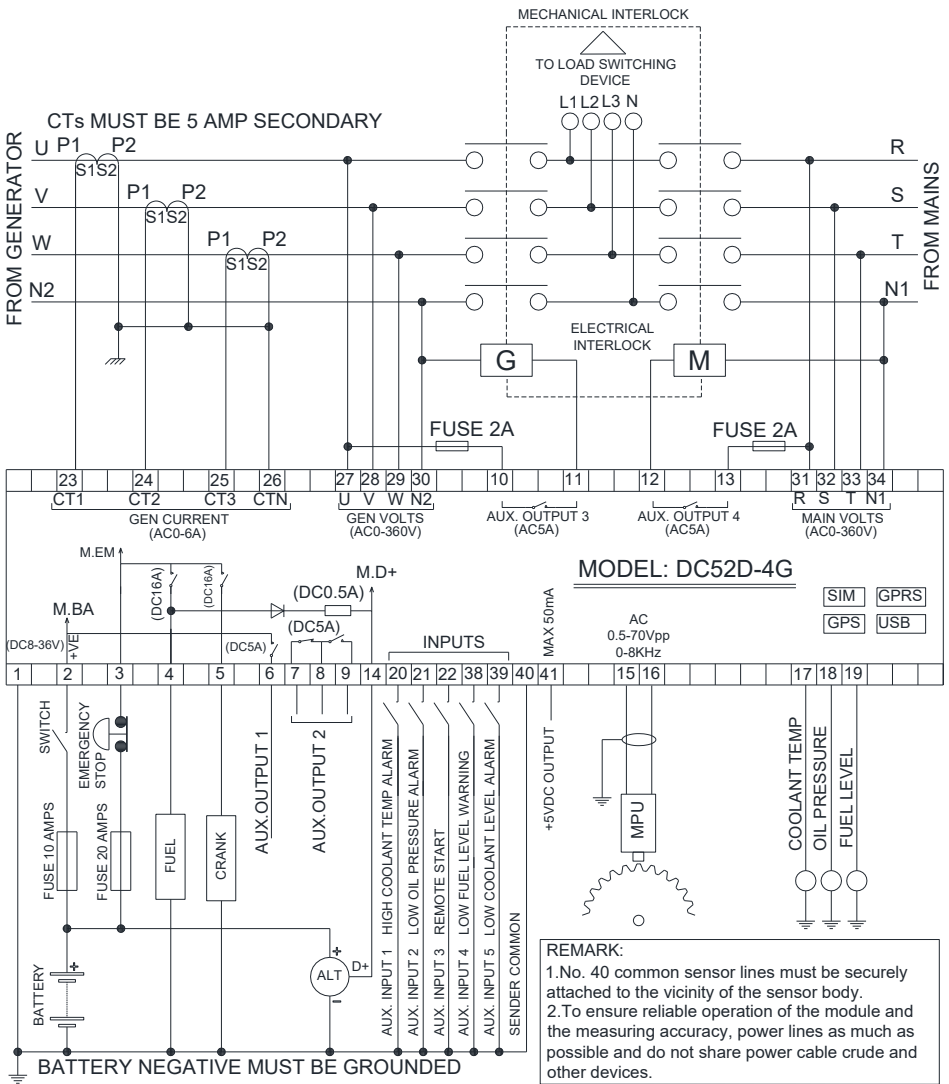 MECHANICAL INTERLOCK
TO LOAD SWITCHING
DEVICE
L1 L2 L3 N
CTs MUST BE 5 AMP SECONDARY
FROM GENERATOR
U P1 P2
S1S2
V P1 P2
S1S2
W P1 P2
S1S2
N2
R
S
T
N1
FROM MAINS
ELECTRICAL
INTERLOCK
G
M
FUSE 2A
FUSE 2A
23 24 25 26 27 28 29 30 10 11 12 13 31 32 33 34
CT1 CT2 CT3 CTN U V W N2 R S T N1
GEN CURRENT
(AC0-6A)
GEN VOLTS
(AC0-360V)
AUX. OUTPUT 3
(AC5A)
AUX. OUTPUT 4
(AC5A)
MAIN VOLTS
(AC0-360V)
MODEL: DC52D-4G
SIM GPRS
GPS USB
M.EM
M.BA
(DC8-36V)
+VE
(DC16A)
(DC16A)
M.D+
(DC0.5A)
(DC5A)
(DC5A)
INPUTS
MAX 50mA
AC
0.5-70Vpp
0-8KHz
1 2 3 4 5 6 7 8 9 14 20 21 22 38 39 40 41 15 16 17 18 19
SWITCH
FUSE 10 AMPS
EMERGENCY
STOP
FUSE 20 AMPS
FUEL
CRANK
AUX.OUTPUT 1
AUX.OUTPUT 2
BATTERY
+
+
ALT
D+
-
AUX. INPUT 1 HIGH COOLANT TEMP ALARM
AUX. INPUT 2 LOW OIL PRESSURE ALARM
AUX. INPUT 3 REMOTE START
AUX. INPUT 4 LOW FUEL LEVEL WARNING
AUX. INPUT 5 LOW COOLANT LEVEL ALARM
SENDER COMMON
+5VDC OUTPUT
MPU
COOLANT TEMP
OIL PRESSURE
FUEL LEVEL
BATTERY NEGATIVE MUST BE GROUNDED
REMARK:
1.No. 40 common sensor lines must be securely
attached to the vicinity of the sensor body.
2.To ensure reliable operation of the module and
the measuring accuracy, power lines as much as
possible and do not share power cable crude and
other devices.